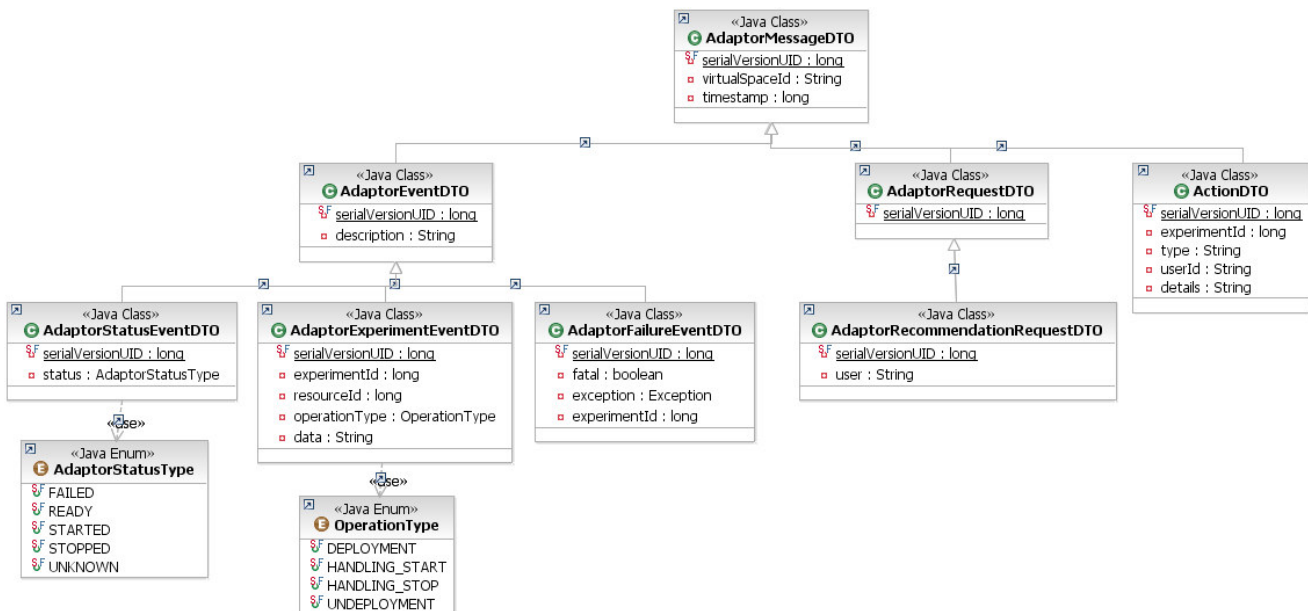 «Java Class»
AdaptorMessageDTO
serialVersionUID : long
virtualSpaceId : String
timestamp : long
«Java Class»
AdaptorEventDTO
serialVersionUID : long
description : String
«Java Class»
AdaptorRequestDTO
serialVersionUID : long
«Java Class»
ActionDTO
serialVersionUID : long
experimentId : long
type : String
userId : String
details : String
«Java Class»
AdaptorStatusEventDTO
serialVersionUID : long
status : AdaptorStatusType
«Java Class»
AdaptorExperimentEventDTO
serialVersionUID : long
experimentId : long
resourceId : long
operationType : OperationType
data : String
«Java Class»
AdaptorFailureEventDTO
serialVersionUID : long
fatal : boolean
exception : Exception
experimentId : long
«Java Class»
AdaptorRecommendationRequestDTO
serialVersionUID : long
user : String
«use»
«Java Enum»
AdaptorStatusType
FAILED
READY
STARTED
STOPPED
UNKNOWN
«use»
«Java Enum»
OperationType
DEPLOYMENT
HANDLING_START
HANDLING_STOP
UNDEPLOYMENT